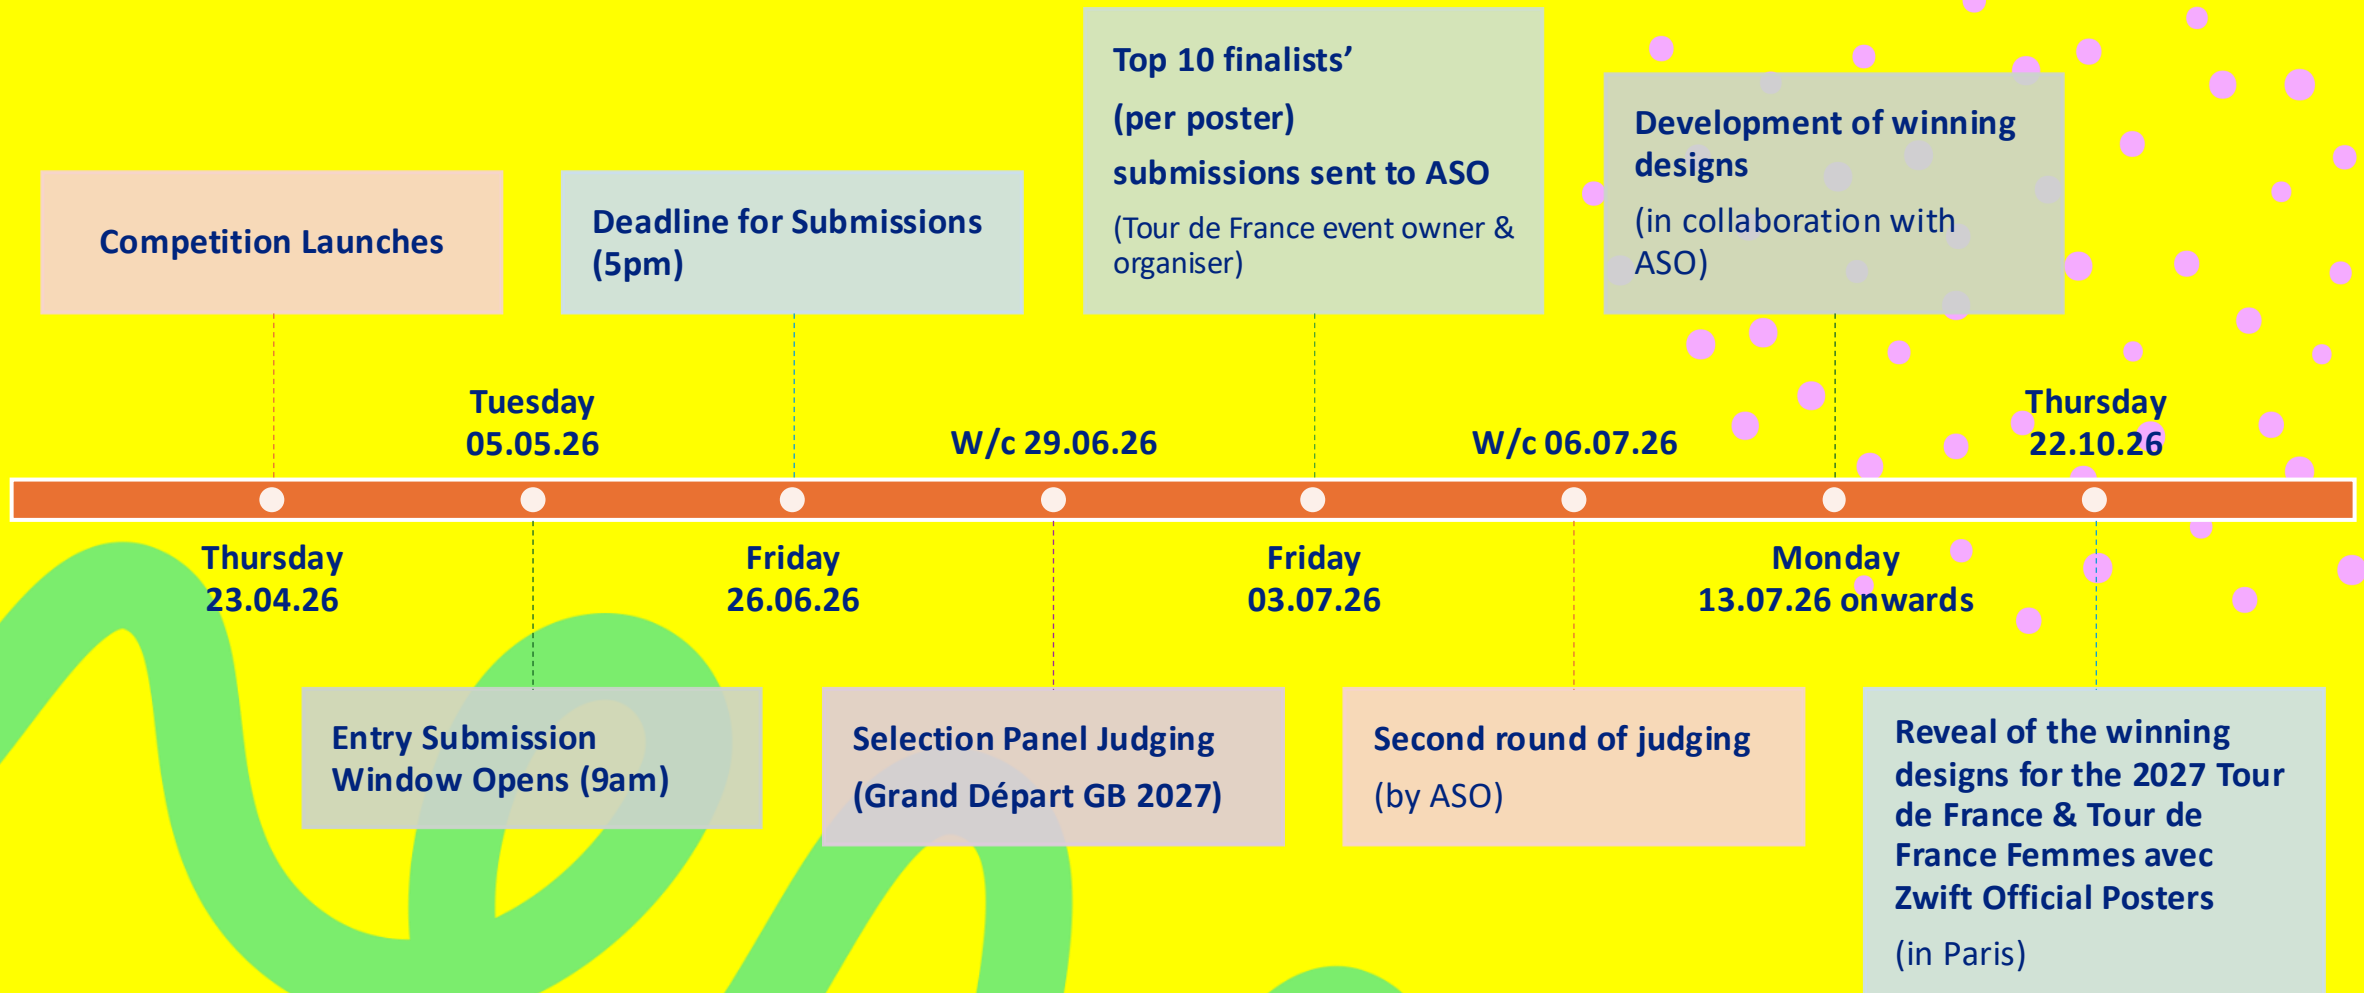 Competition Launches
Thursday
23.04.26
Tuesday
05.05.26
Entry Submission
Window Opens (9am)
Deadline for Submissions
(5pm)
Friday
26.06.26
W/c 29.06.26
Selection Panel Judging
(Grand Départ GB 2027)
Top 10 finalists’
(per poster)
submissions sent to ASO
(Tour de France event owner &
organiser)
Friday
03.07.26
W/c 06.07.26
Second round of judging
(by ASO)
Development of winning
designs
(in collaboration with
ASO)
Monday
13.07.26 onwards
Thursday
22.10.26
Reveal of the winning
designs for the 2027 Tour
de France & Tour de
France Femmes avec
Zwift Official Posters
(in Paris)